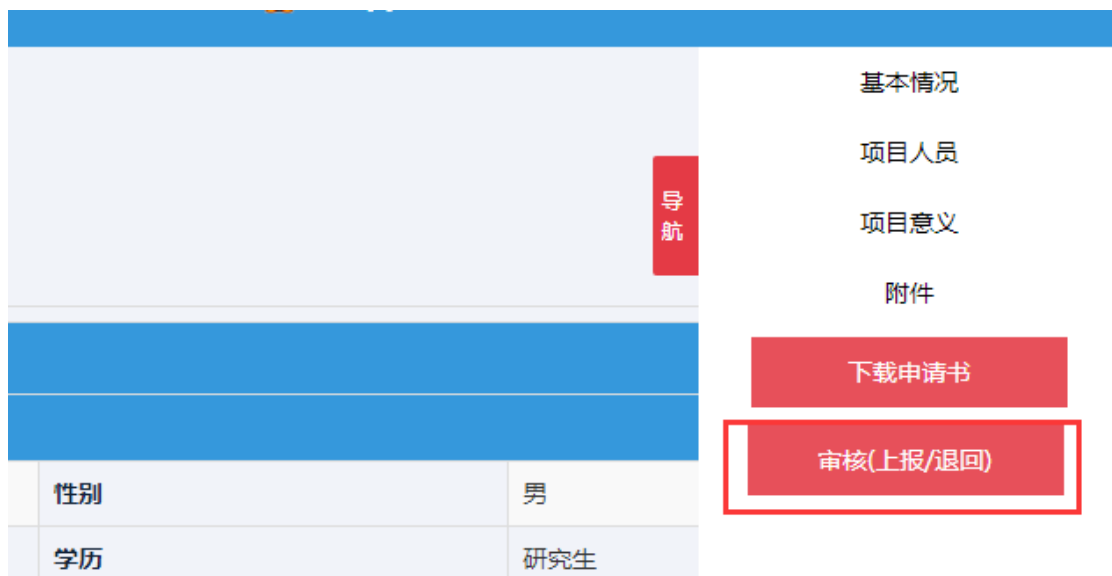 基本情况
项目人员
项目意义
附件
导
航
下载申请书
审核(上报/退回)
性别 男
学历 研究生